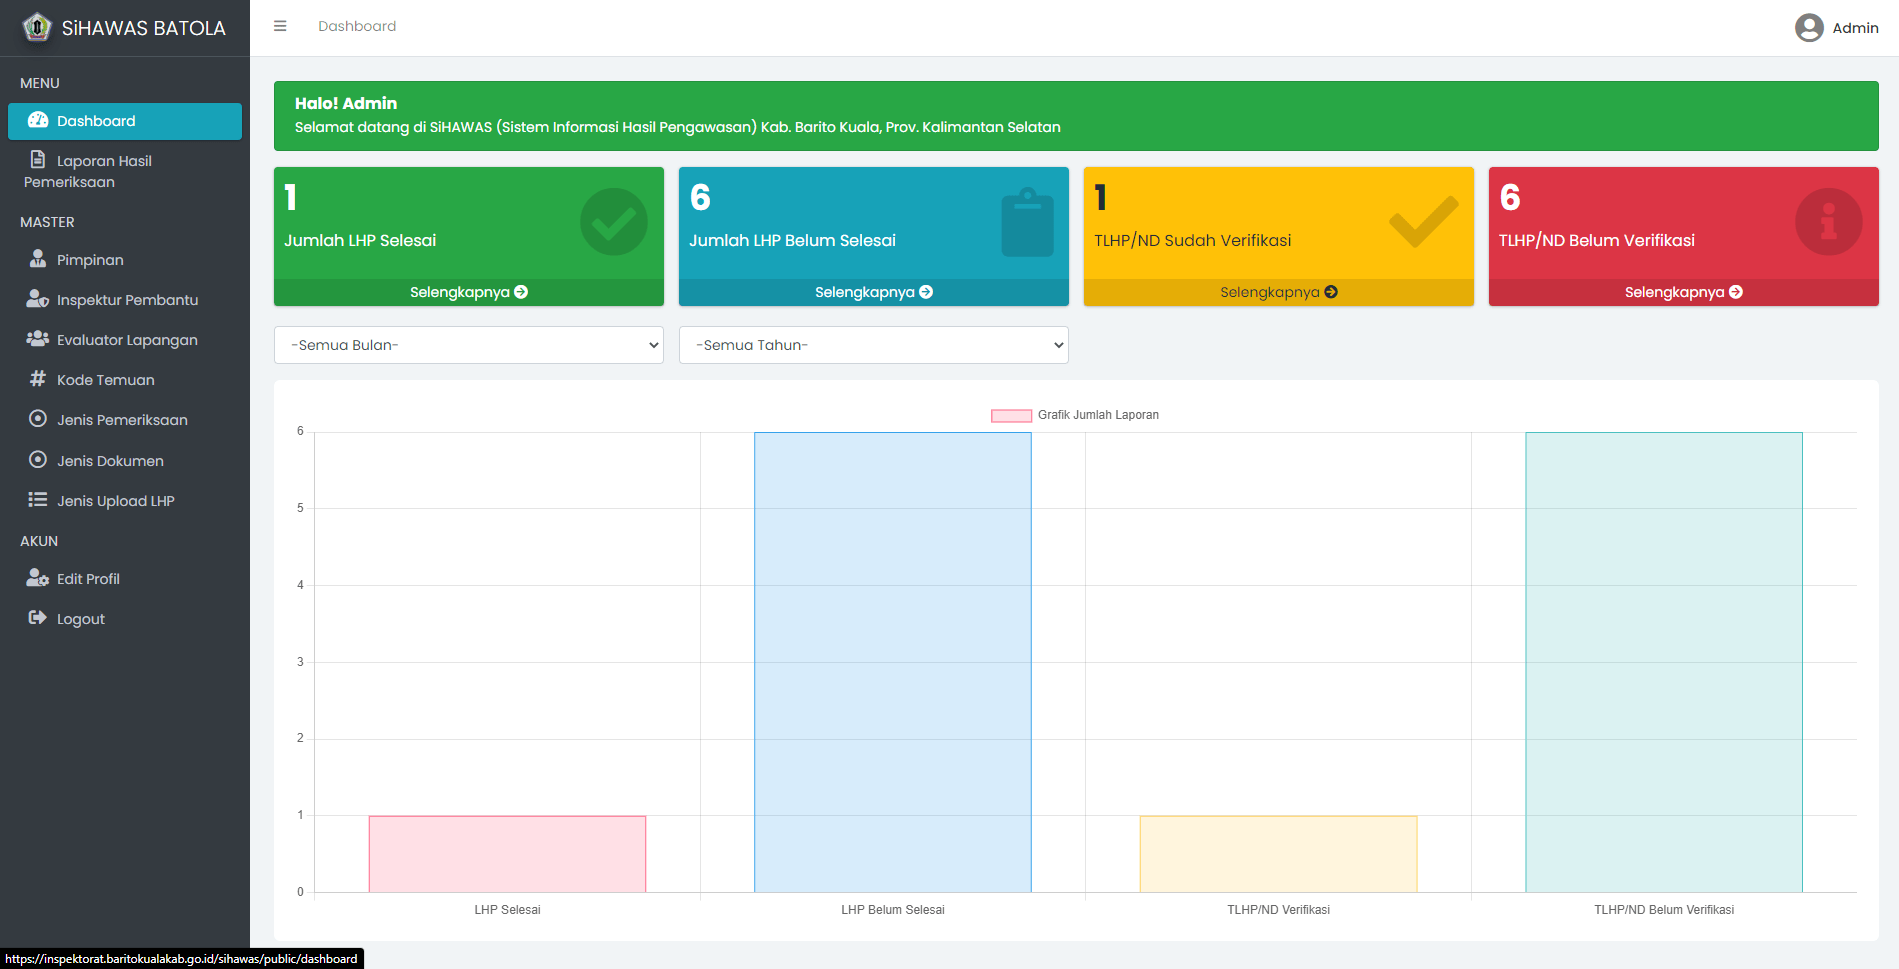 SiHAWAS BATOLA
Dashboard
Admin
MENU
Dashboard
Laporan Hasil
Pemeriksaan
MASTER
Pimpinan
Inspektur Pembantu
Evaluator Lapangan
Kode Temuan
Jenis Pemeriksaan
Jenis Dokumen
Jenis Upload LHP
AKUN
Edit Profil
Logout
Halo! Admin
Selamat datang di SiHAWAS (Sistem Informasi Hasil Pengawasan) Kab. Barito Kuala, Prov. Kalimantan Selatan
1
Jumlah LHP Selesai
Selengkapnya
6
Jumlah LHP Belum Selesai
Selengkapnya
1
TLHP/ND Sudah Verifikasi
Selengkapnya
6
TLHP/ND Belum Verifikasi
Selengkapnya
-Semua Bulan-
-Semua Tahun-
Grafik Jumlah Laporan
6
5
4
3
2
1
0
LHP Selesai
LHP Belum Selesai
TLHP/ND Verifikasi
TLHP/ND Belum Verifikasi
https://inspektorat.baritokualakab.go.id/sihawas/public/dashboard